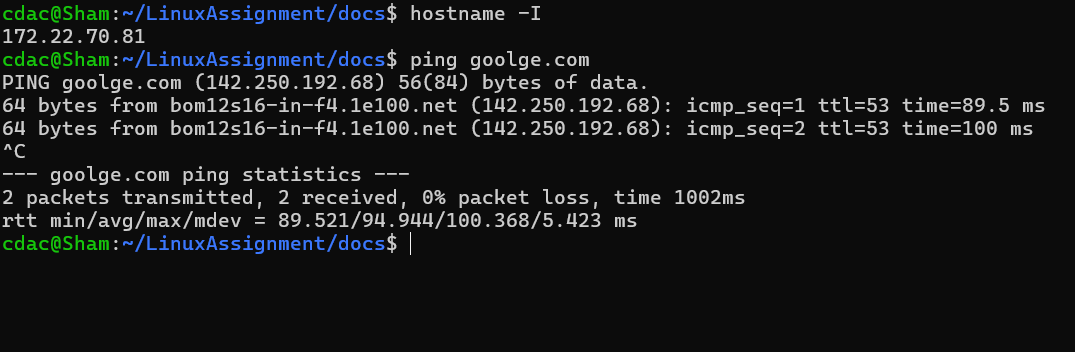 cdac@Sham:~/LinuxAssignment/docs$ hostname -I
172.22.70.81
cdac@Sham:~/LinuxAssignment/docs$ ping goolge.com
PING goolge.com (142.250.192.68) 56(84) bytes of data.
64 bytes from bom12s16-in-f4.1e100.net (142.250.192.68): icmp_seq=1 ttl=53 time=89.5 ms
64 bytes from bom12s16-in-f4.1e100.net (142.250.192.68): icmp_seq=2 ttl=53 time=100 ms
^C
--- goolge.com ping statistics ---
2 packets transmitted, 2 received, 0% packet loss, time 1002ms
rtt min/avg/max/mdev = 89.521/94.944/100.368/5.423 ms
cdac@Sham:~/LinuxAssignment/docs$